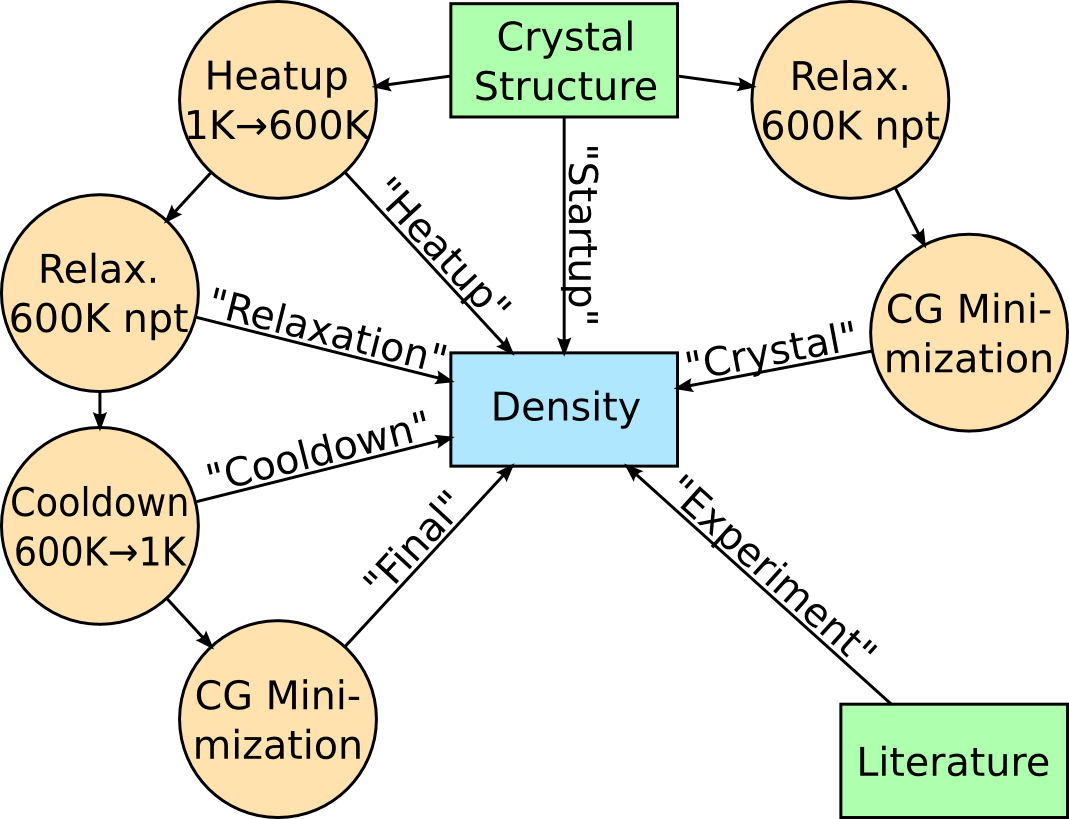 Crystal
Structure
Heatup
1K→600K
Relax.
600K npt
"Startup"
"Heatup"
Relax.
600K npt
"Relaxation"
CG Mini-
mization
"Crystal"
Density
"Cooldown"
Cooldown
600K→1K
"Final"
"Experiment"
CG Mini-
mization
Literature